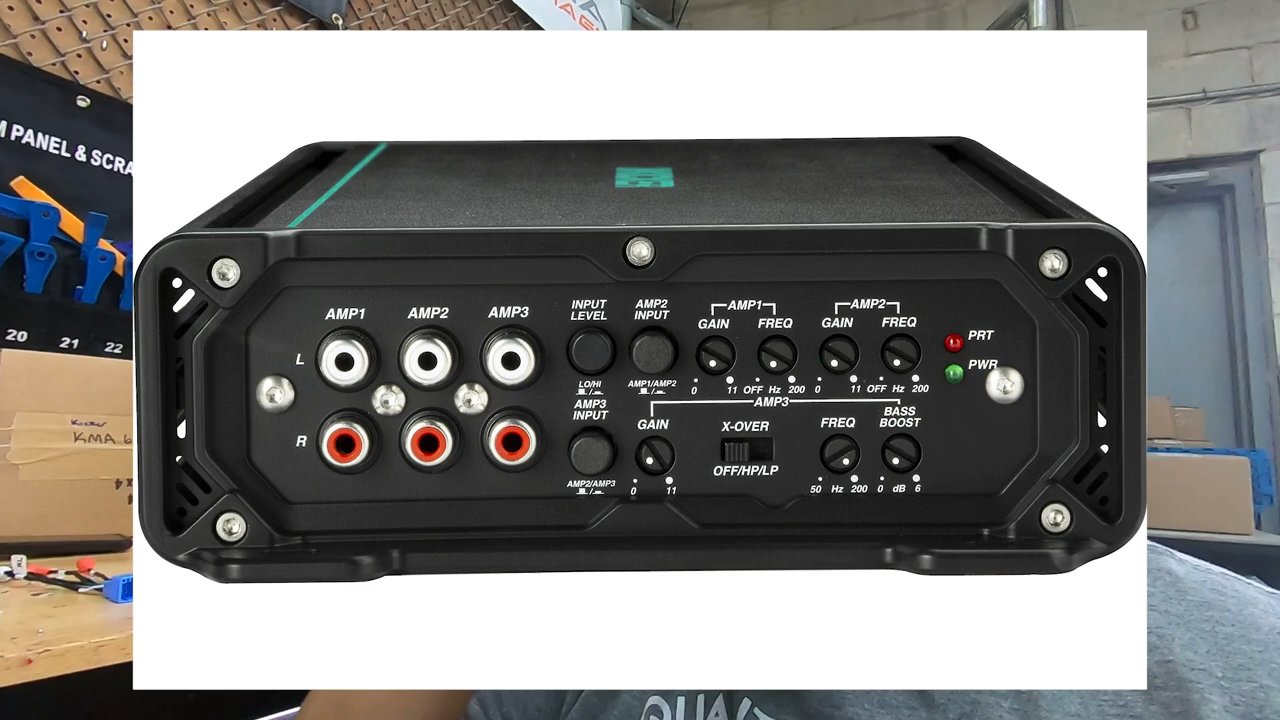 M PANEL & SCRA
20 21 22
KMA 6
AMP1 AMP2 AMP3
L
R
INPUT
LEVEL
LO/HI
AMP2
INPUT
AMP1/AMP2
AMP1
GAIN FREQ
0 11 OFF Hz 200
AMP2
GAIN FREQ
0 11 OFF Hz 200
PRT
PWR
AMP3
INPUT
AMP2/AMP3
AMP3
GAIN
0 11
X-OVER
OFF/HP/LP
FREQ
50 Hz 200
BASS
BOOST
0 dB 6
QUALT